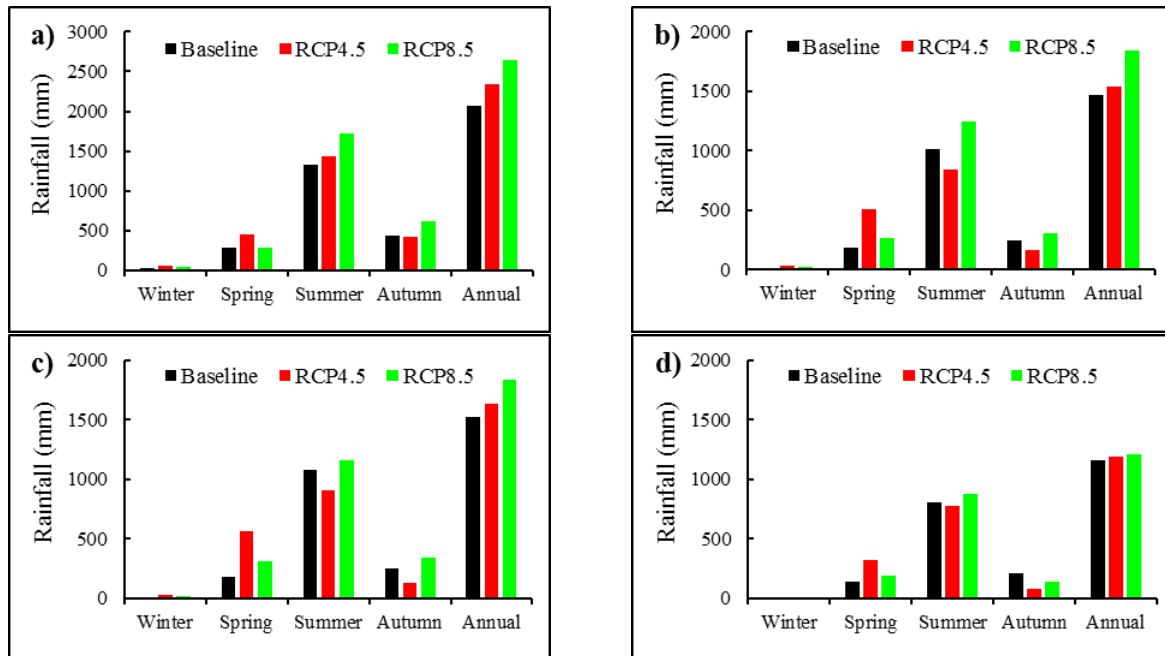 a)
Baseline RCP4.5 RCP8.5
Rainfall (mm)
3000
2500
2000
1500
1000
500
0
Winter Spring Summer Autumn Annual
b)
Baseline RCP4.5 RCP8.5
Rainfall (mm)
2000
1500
1000
500
0
Winter Spring Summer Autumn Annual
c)
Baseline RCP4.5 RCP8.5
Rainfall (mm)
2000
1500
1000
500
0
Winter Spring Summer Autumn Annual
d)
Baseline RCP4.5 RCP8.5
Rainfall (mm)
2000
1500
1000
500
0
Winter Spring Summer Autumn Annual